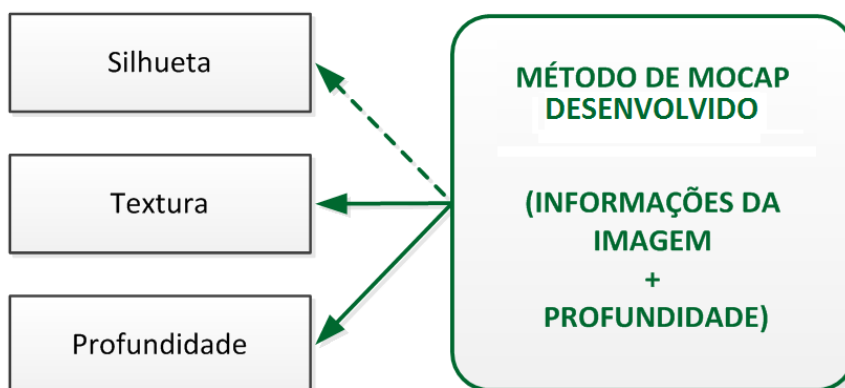 Silhueta
Textura
Profundidade
MÉTODO DE MOCAP
DESENVOLVIDO
(INFORMAÇÕES DA
IMAGEM
+
PROFUNDIDADE)